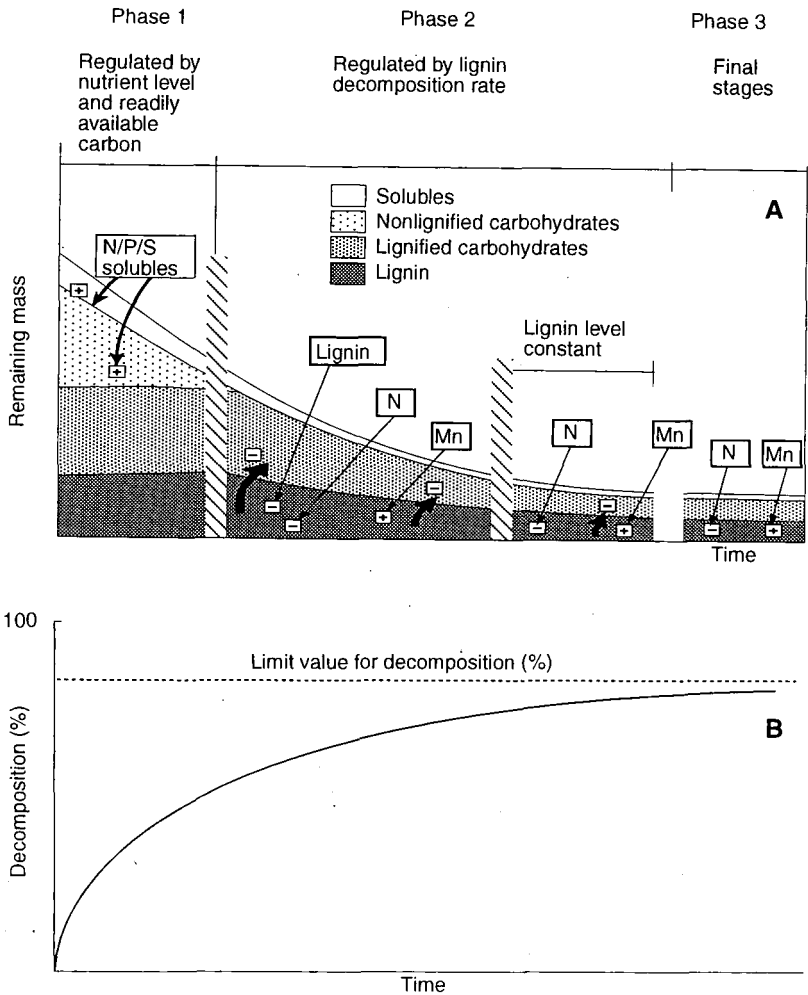 Phase 1
Phase 2
Phase 3
Regulated by
nutrient level
and readily
available
carbon
Regulated by lignin
decomposition rate
Final
stages
A
Solubles
Nonlignified carbohydrates
Lignified carbohydrates
Lignin
N/P/S
solubles
+
+
Remaining mass
Lignin level
constant
Lignin
N
Mn
N
Mn
N
Mn
−
−
−
+
−
−
−
+
−
+
Time
100
Limit value for decomposition (%)
B
Decomposition (%)
Time